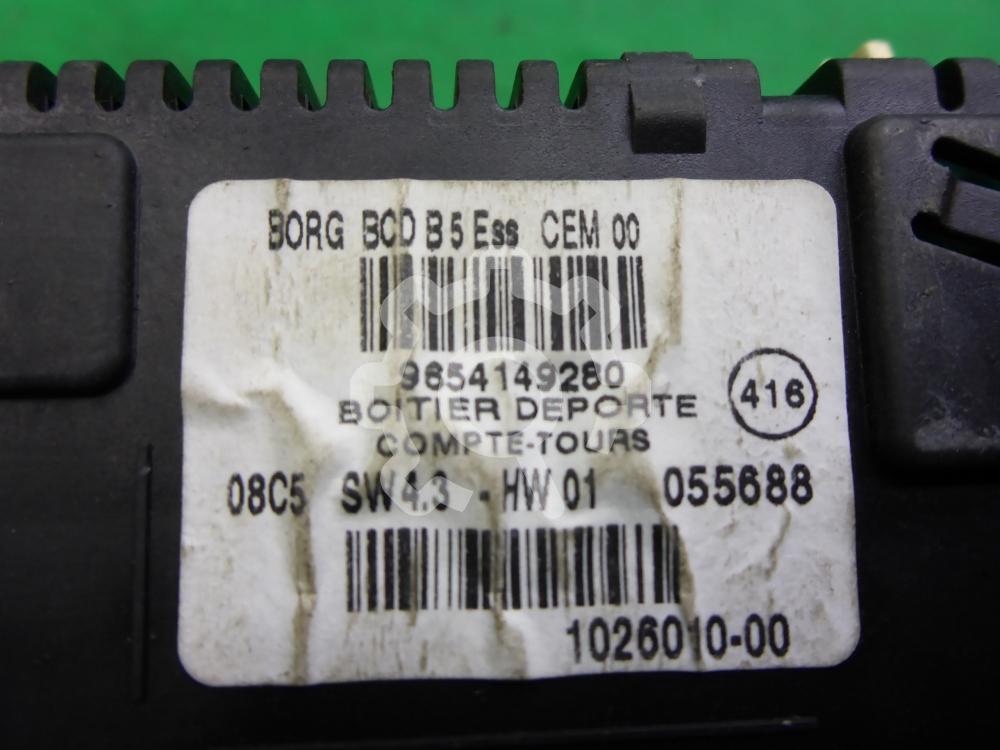 BORG BCD B5 Ess CEM 00
9654149280
BOITIER DEPORTE
COMPTE-TOURS
416
08C5 SW 4.3 - HW 01 055688
1026010-00